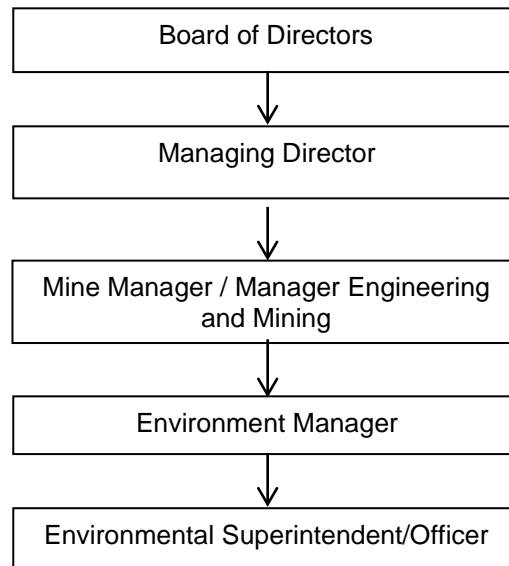 Board of Directors
Managing Director
Mine Manager / Manager Engineering
and Mining
Environment Manager
Environmental Superintendent/Officer